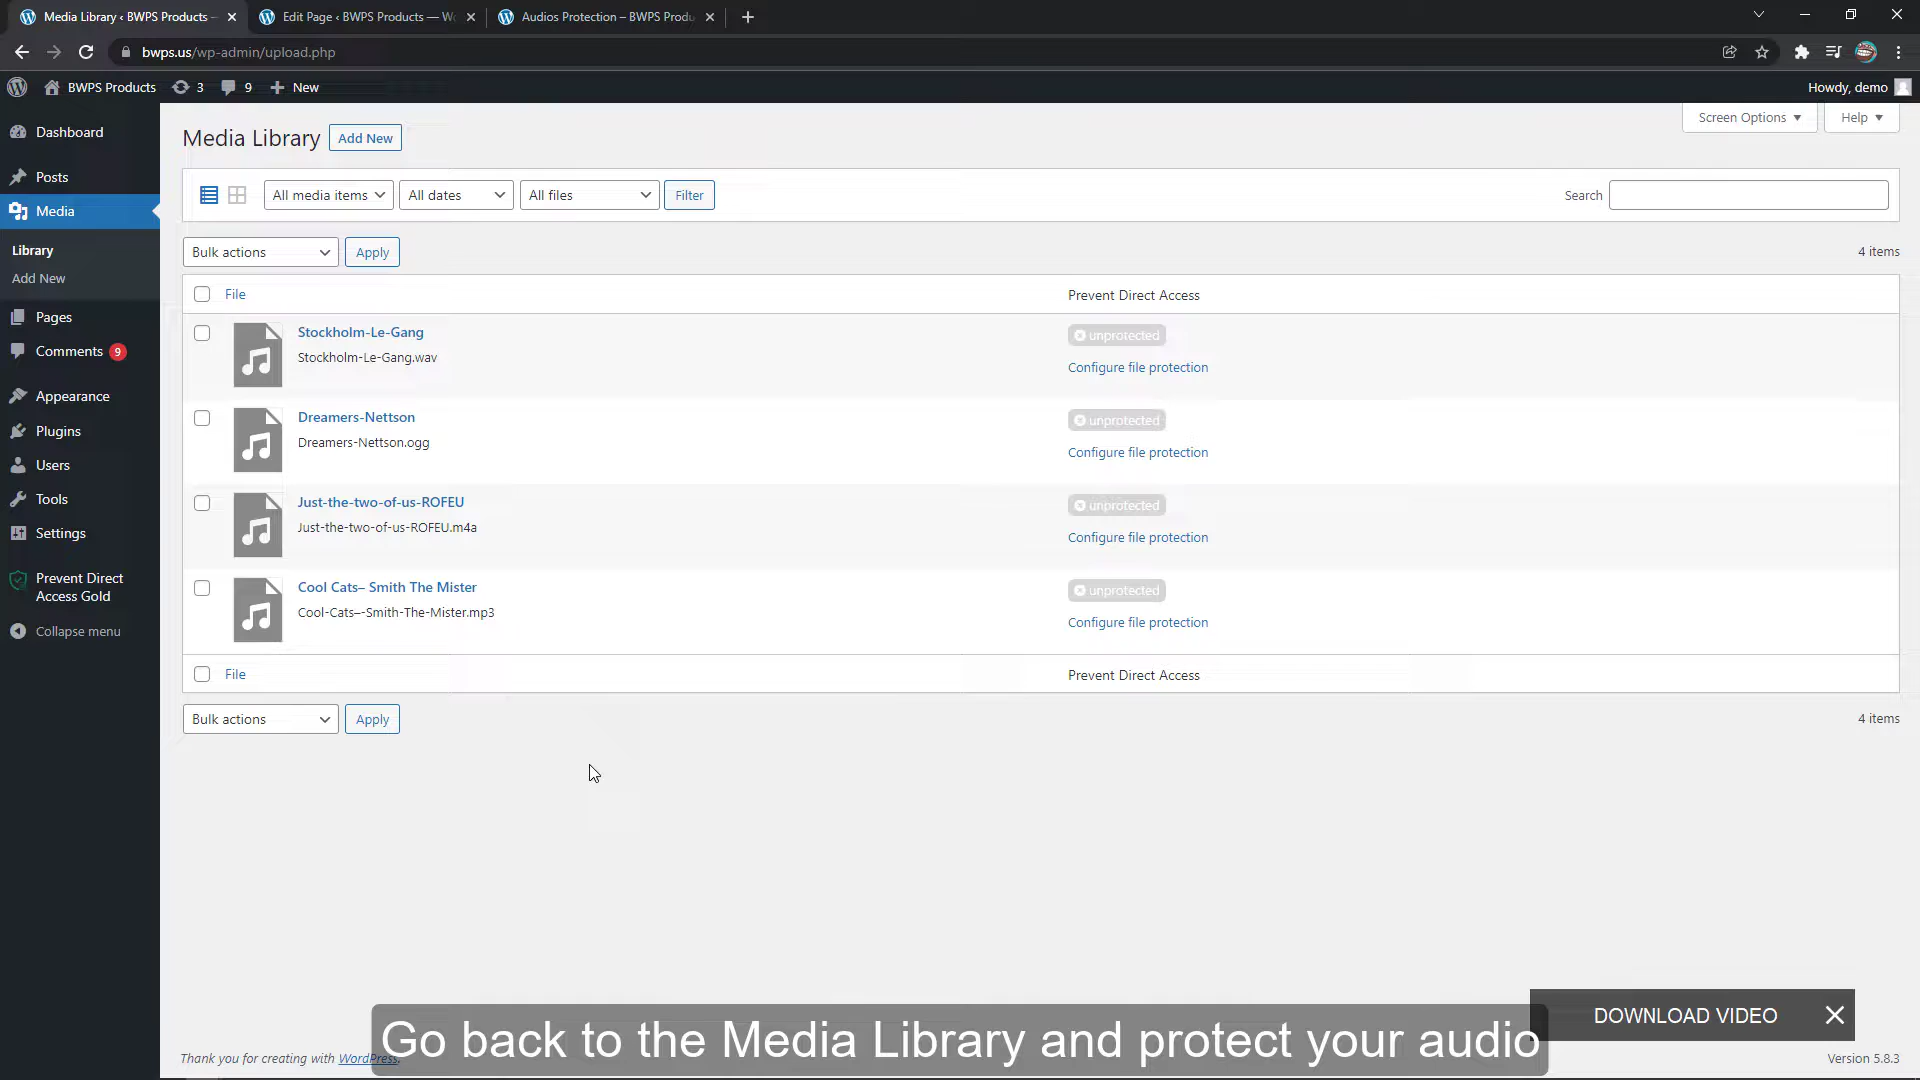 Media Library ‹ BWPS Products –
Edit Page ‹ BWPS Products — Wo
Audios Protection – BWPS Produ
bwps.us/wp-admin/upload.php
BWPS Products
3
9
New
Howdy, demo
Dashboard
Posts
Media
Library
Add New
Pages
Comments 9
Appearance
Plugins
Users
Tools
Settings
Prevent Direct
Access Gold
Collapse menu
Media Library
Add New
Screen Options
Help
All media items
All dates
All files
Filter
Search
Bulk actions
Apply
4 items
File
Prevent Direct Access
Stockholm-Le-Gang
Stockholm-Le-Gang.wav
unprotected
Configure file protection
Dreamers-Nettson
Dreamers-Nettson.ogg
unprotected
Configure file protection
Just-the-two-of-us-ROFEU
Just-the-two-of-us-ROFEU.m4a
unprotected
Configure file protection
Cool Cats– Smith The Mister
Cool-Cats–-Smith-The-Mister.mp3
unprotected
Configure file protection
File
Prevent Direct Access
Bulk actions
Apply
4 items
DOWNLOAD VIDEO
Go back to the Media Library and protect your audio
Thank you for creating with WordPress.
Version 5.8.3